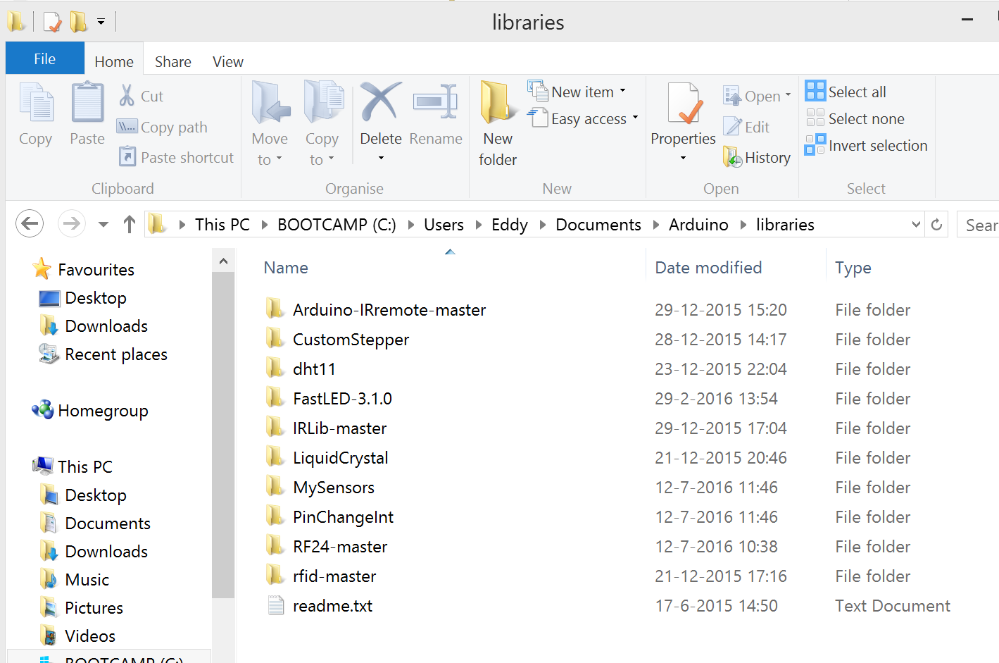 libraries
File Home Share View
Copy
Paste
Cut
Copy path
Paste shortcut
Clipboard
Move to
Copy to
Delete
Rename
Organise
New folder
New item
Easy access
New
Properties
Open
Edit
History
Open
Select all
Select none
Invert selection
Select
This PC BOOTCAMP (C:) Users Eddy Documents Arduino libraries
Sear
Favourites
Desktop
Downloads
Recent places
Homegroup
This PC
Desktop
Documents
Downloads
Music
Pictures
Videos
BOOTCAMP (C:)
Name Date modified Type
Arduino-IRremote-master 29-12-2015 15:20 File folder
CustomStepper 28-12-2015 14:17 File folder
dht11 23-12-2015 22:04 File folder
FastLED-3.1.0 29-2-2016 13:54 File folder
IRLib-master 29-12-2015 17:04 File folder
LiquidCrystal 21-12-2015 20:46 File folder
MySensors 12-7-2016 11:46 File folder
PinChangeInt 12-7-2016 11:46 File folder
RF24-master 12-7-2016 10:38 File folder
rfid-master 21-12-2015 17:16 File folder
readme.txt 17-6-2015 14:50 Text Document